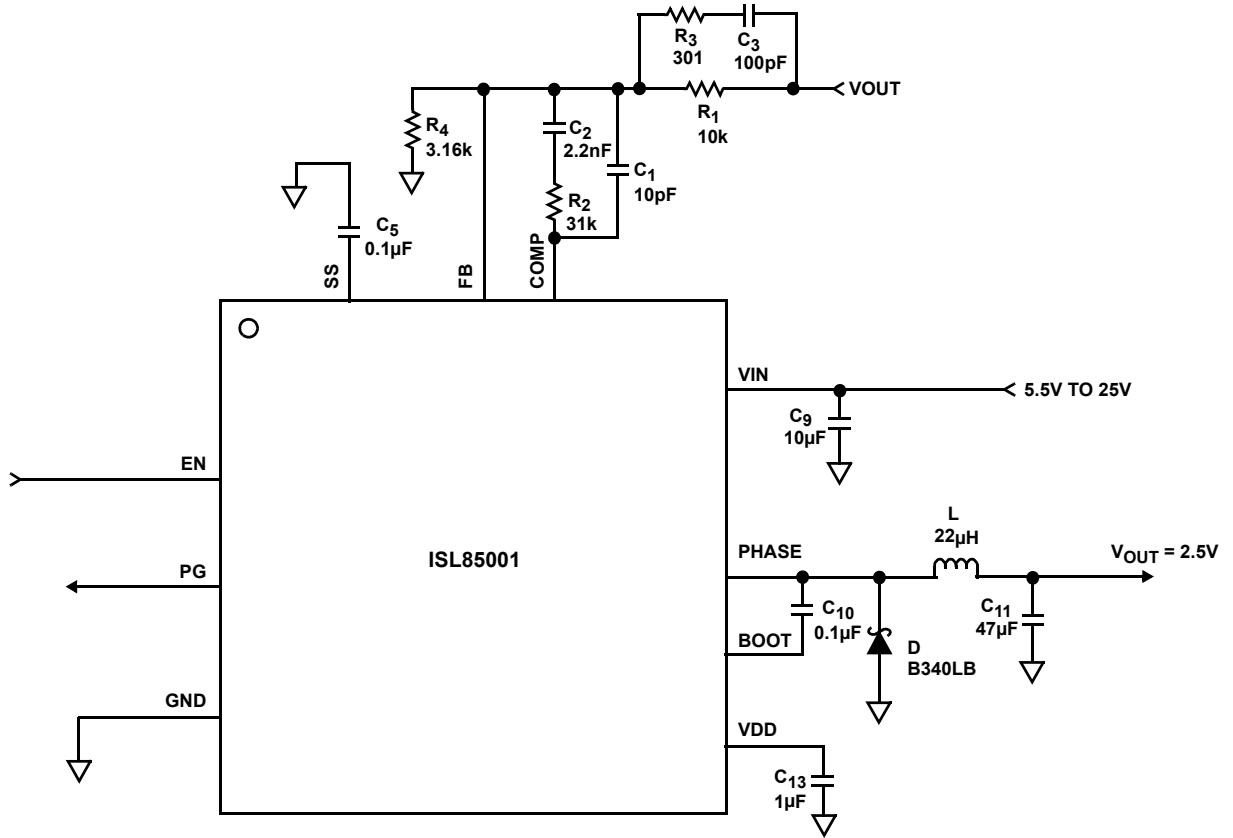 R3
301
C3
100pF
VOUT
R1
10k
R4
3.16k
C2
2.2nF
C1
10pF
R2
31k
C5
0.1µF
SS
FB
COMP
VIN
5.5V TO 25V
C9
10µF
EN
ISL85001
L
22µH
PHASE
VOUT = 2.5V
PG
C10
0.1µF
C11
47µF
BOOT
D
B340LB
GND
VDD
C13
1µF